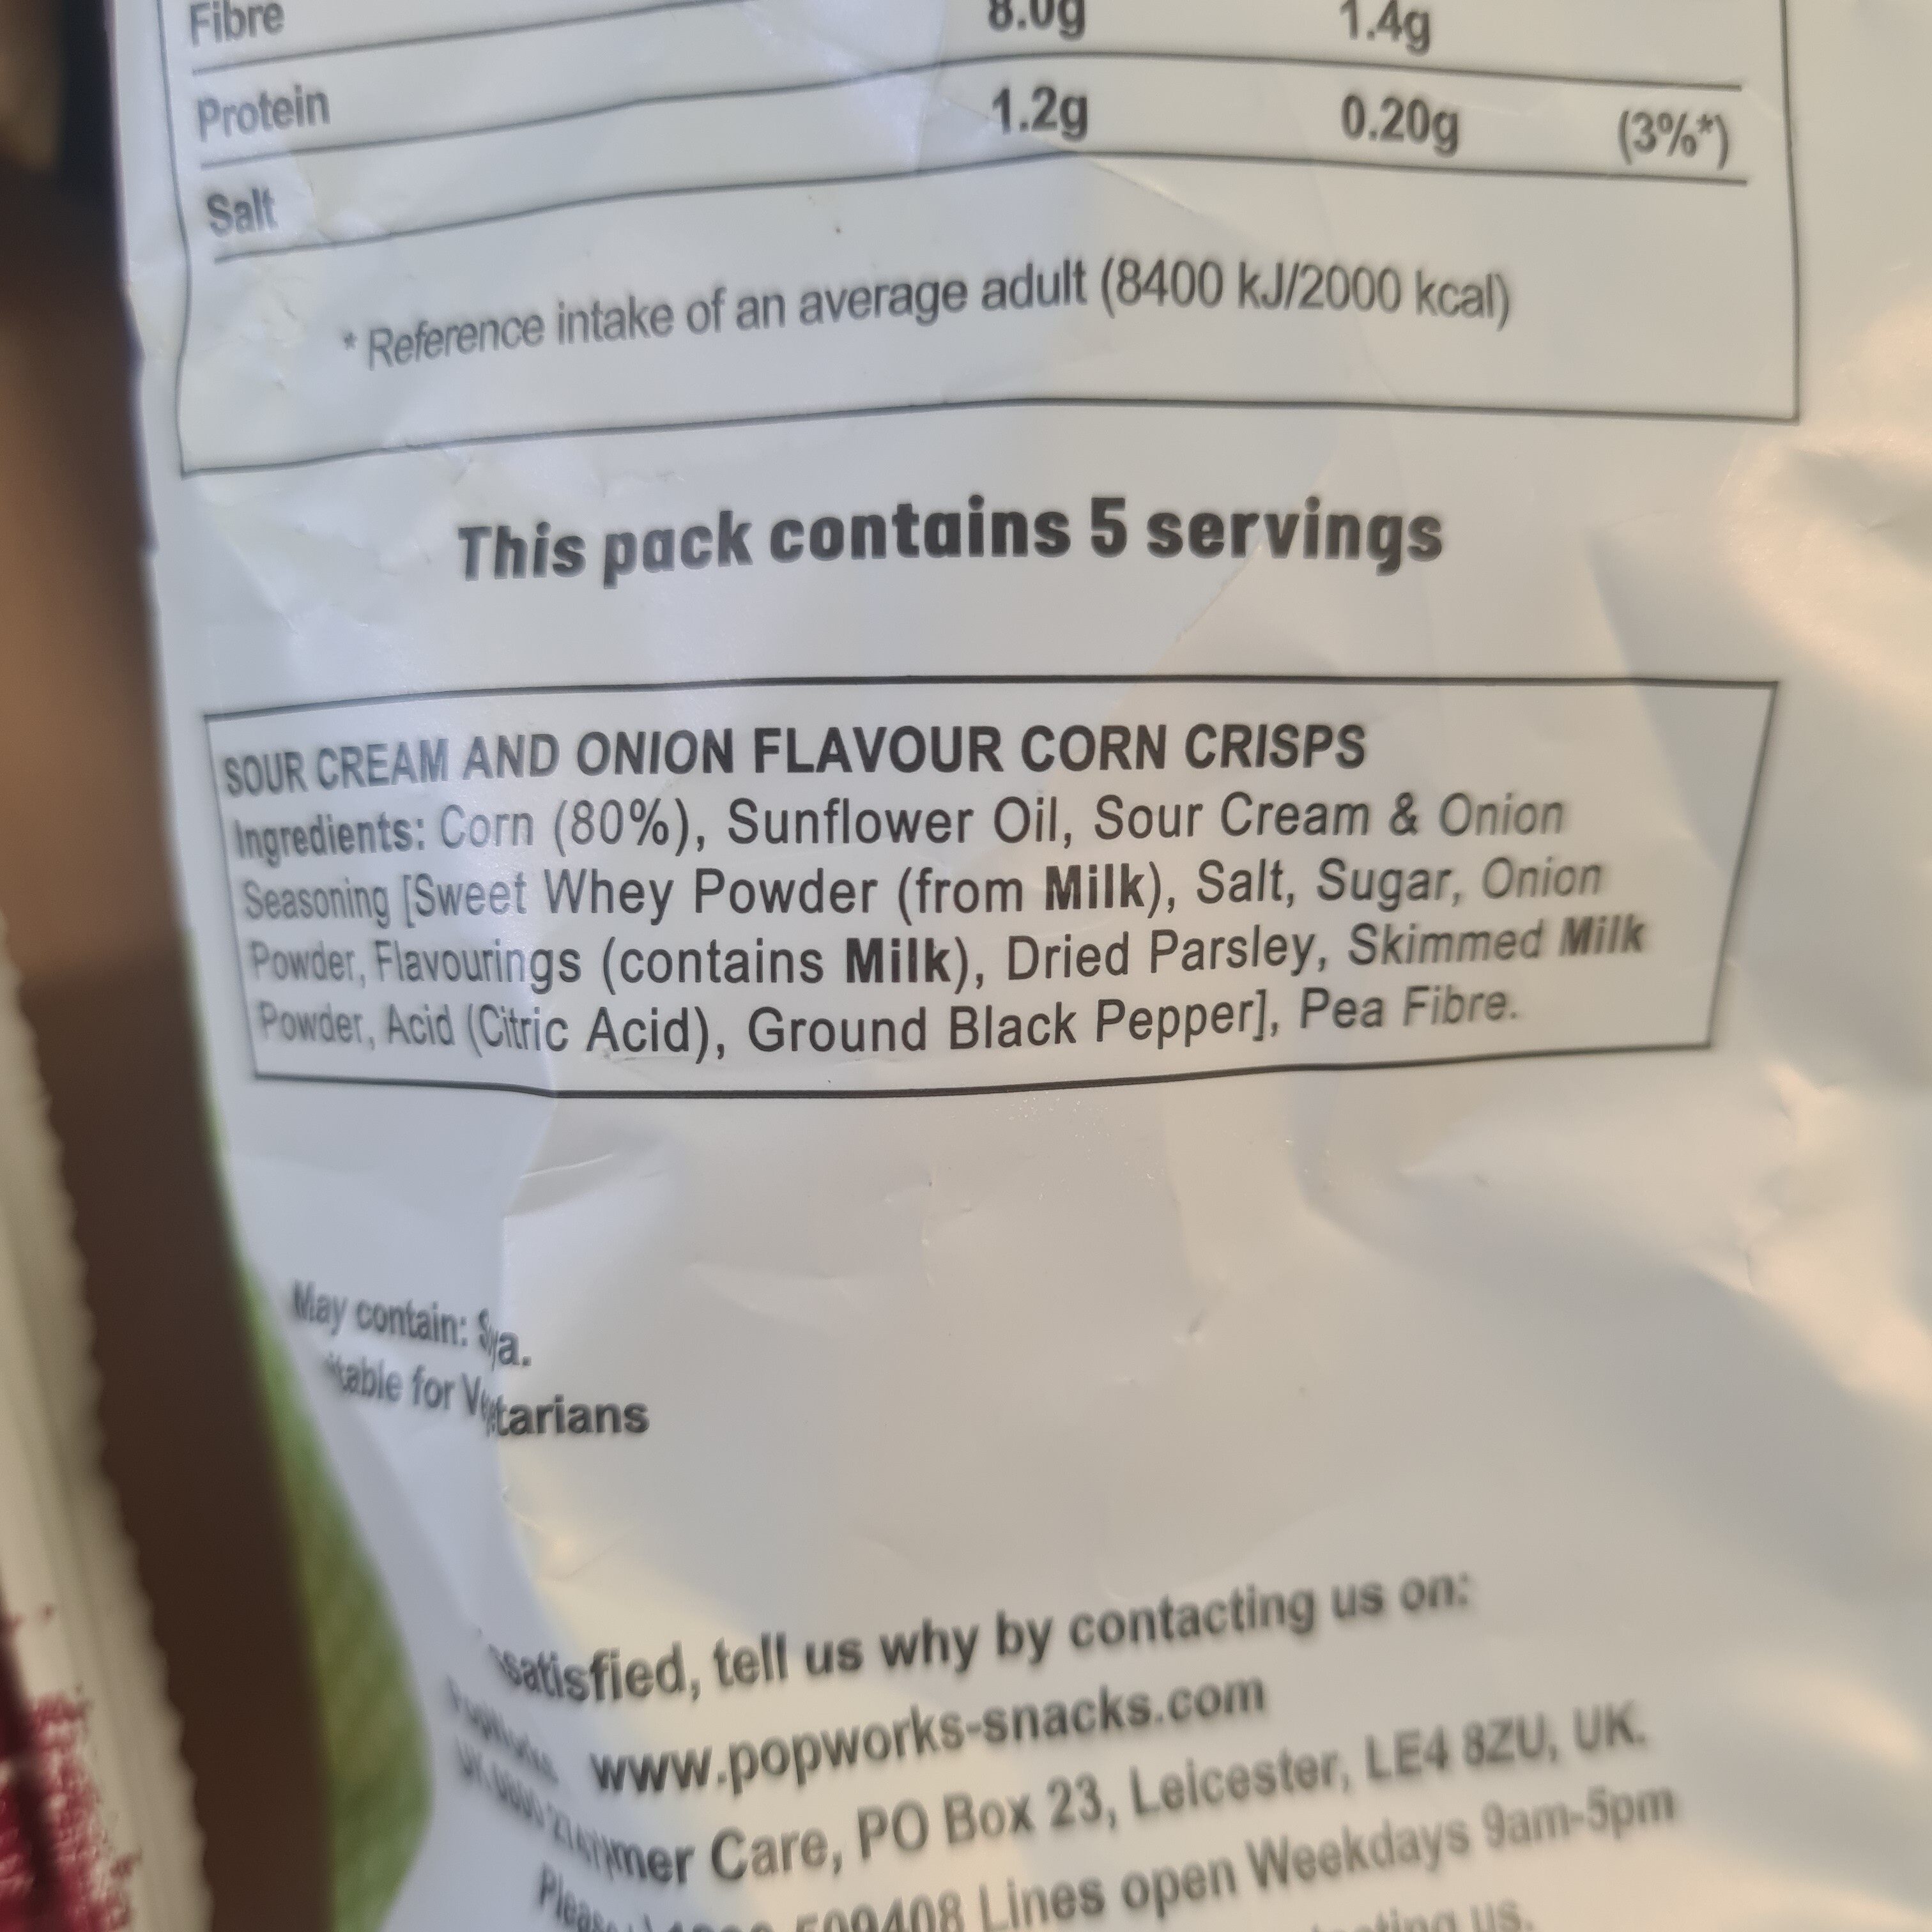 Fibre 8.0g 1.4g
Protein 1.2g 0.20g (3%*)
Salt
* Reference intake of an average adult (8400 kJ/2000 kcal)
This pack contains 5 servings
SOUR CREAM AND ONION FLAVOUR CORN CRISPS
Ingredients: Corn (80%), Sunflower Oil, Sour Cream & Onion
Seasoning [Sweet Whey Powder (from Milk), Salt, Sugar, Onion
Powder, Flavourings (contains Milk), Dried Parsley, Skimmed Milk
Powder, Acid (Citric Acid), Ground Black Pepper], Pea Fibre.
May contain:
for
satisfied, tell us why by contacting us on:
www.popworks-snacks.com
Care, PO Box 23, Leicester, LE4 8ZU, UK.
509408 Lines open Weekdays 9am-5pm
us.